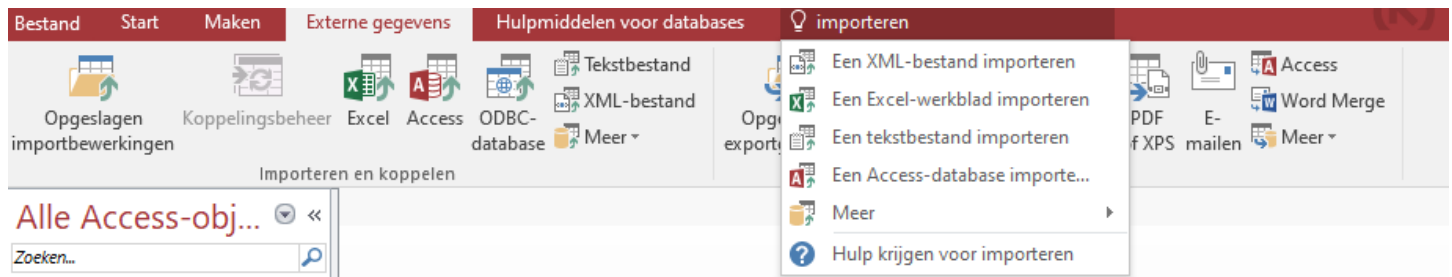 Bestand Start Maken Externe gegevens Hulpmiddelen voor databases importeren
Opgeslagen
importbewerkingen
Koppelingsbeheer
Excel
Access
ODBC-
database
Tekstbestand
XML-bestand
Meer
Importeren en koppelen
Een XML-bestand importeren
Een Excel-werkblad importeren
Een tekstbestand importeren
Een Access-database importe...
Meer
Hulp krijgen voor importeren
PDF
of XPS
E-
mailen
Access
Word Merge
Meer
Alle Access-obj...
Zoeken...